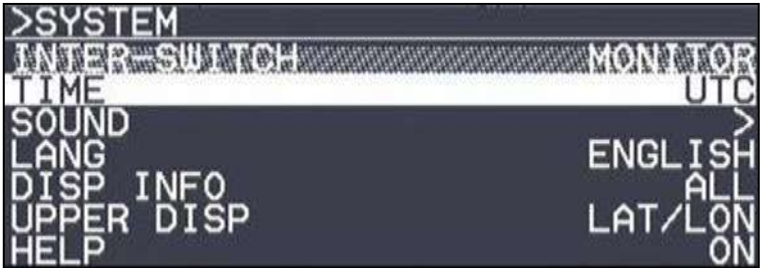 >SYSTEM
INTER-SWITCH MONITOR
TIME UTC
SOUND >
LANG ENGLISH
DISP INFO ALL
UPPER DISP LAT/LON
HELP ON